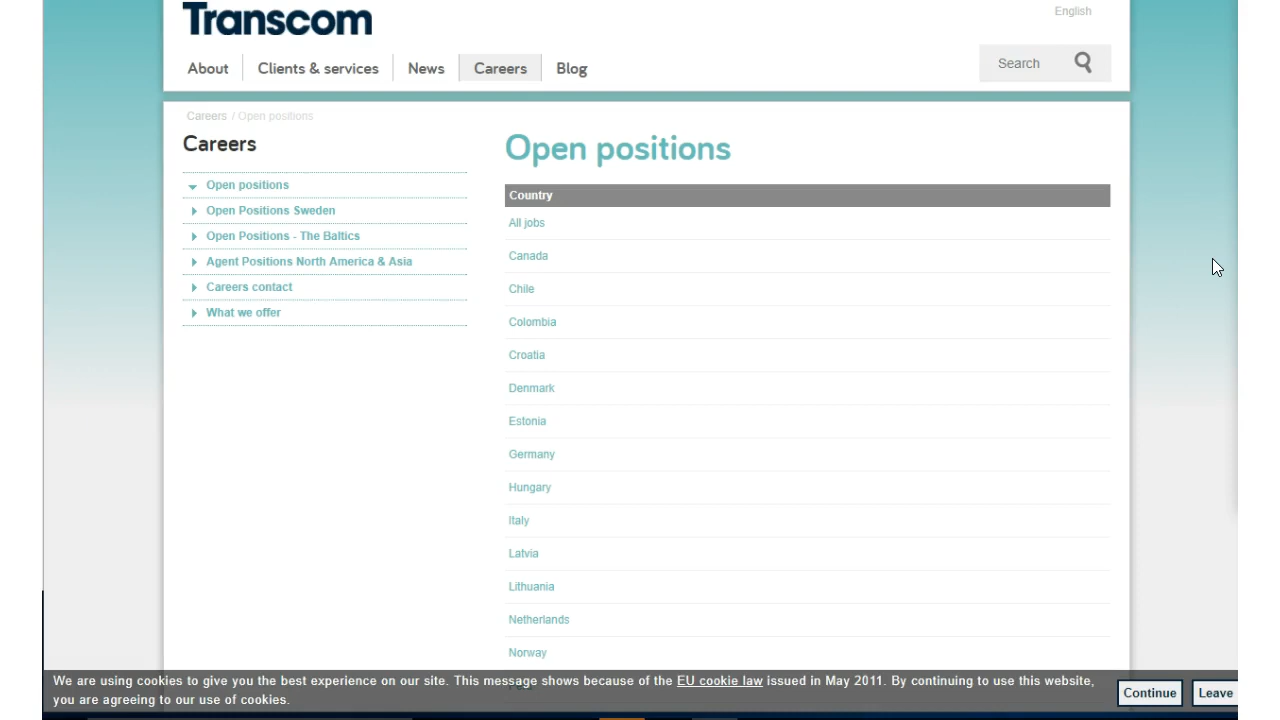 Transcom
English
About
Clients & services
News
Careers
Blog
Search
Careers / Open positions
Careers
Open positions
Open Positions Sweden
Open Positions - The Baltics
Agent Positions North America & Asia
Careers contact
What we offer
Open positions
Country
All jobs
Canada
Chile
Colombia
Croatia
Denmark
Estonia
Germany
Hungary
Italy
Latvia
Lithuania
Netherlands
Norway
We are using cookies to give you the best experience on our site. This message shows because of the EU cookie law issued in May 2011. By continuing to use this website,
you are agreeing to our use of cookies.
Continue
Leave